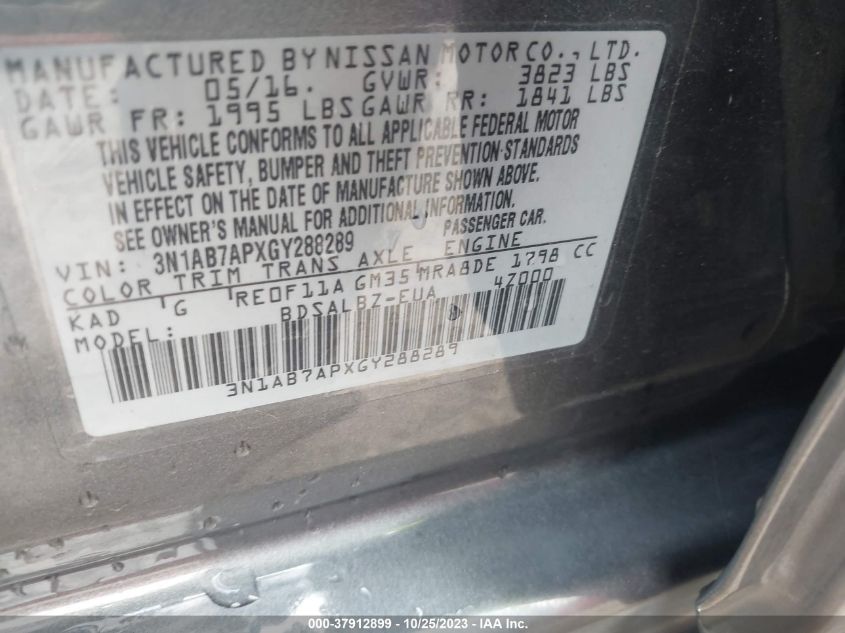 MANUFACTURED BY NISSAN MOTOR CO., LTD.
DATE: 05/16. GVWR: 3823 LBS
GAWR FR: 1995 LBS GAWR RR: 1841 LBS
THIS VEHICLE CONFORMS TO ALL APPLICABLE FEDERAL MOTOR
VEHICLE SAFETY, BUMPER AND THEFT PREVENTION STANDARDS
IN EFFECT ON THE DATE OF MANUFACTURE SHOWN ABOVE.
SEE OWNER'S MANUAL FOR ADDITIONAL INFORMATION.
VIN: 3N1AB7APXGY288289 PASSENGER CAR.
COLOR TRIM TRANS AXLE ENGINE
KAD G RE0F11A GM35 MRA8DE 1798 CC
MODEL: BDSALBZ-EUA 47000
3N1AB7APXGY288289
000-37912899 - 10/25/2023 - IAAI.com